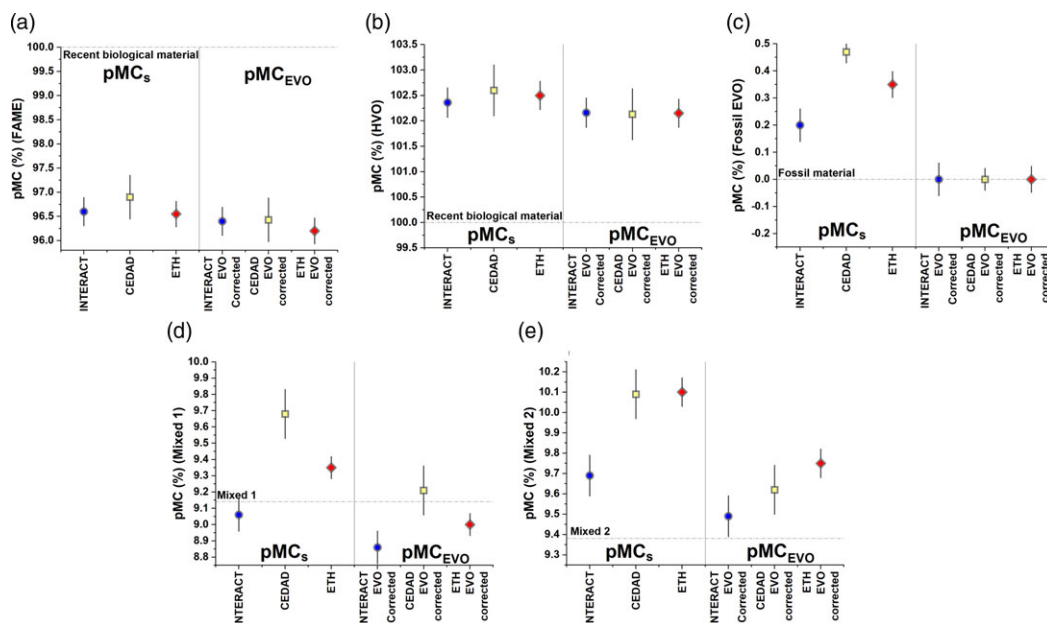 (a)
pMC (%) (FAME)
100.0
99.5
99.0
98.5
98.0
97.5
97.0
96.5
96.0
Recent biological material
pMCS
pMCEVO
INTERACT
CEDAD
ETH
INTERACT
EVO
Corrected
CEDAD
EVO
corrected
ETH
EVO
corrected
(b)
pMC (%) (HVO)
103.5
103.0
102.5
102.0
101.5
101.0
100.5
100.0
99.5
Recent biological material
pMCS
pMCEVO
INTERACT
CEDAD
ETH
INTERACT
EVO
Corrected
CEDAD
EVO
corrected
ETH
EVO
corrected
(c)
pMC (%) (Fossil EVO)
0.5
0.4
0.3
0.2
0.1
0.0
-0.1
-0.2
Fossil material
pMCS
pMCEVO
INTERACT
CEDAD
ETH
INTERACT
EVO
Corrected
CEDAD
EVO
corrected
ETH
EVO
corrected
(d)
pMC (%) (Mixed 1)
10.0
9.9
9.8
9.7
9.6
9.5
9.4
9.3
9.2
9.1
9.0
8.9
8.8
Mixed 1
pMCS
pMCEVO
NTERACT
CEDAD
ETH
NTERACT
EVO
Corrected
CEDAD
EVO
corrected
ETH
EVO
corrected
(e)
pMC (%) (Mixed 2)
10.2
10.1
10.0
9.9
9.8
9.7
9.6
9.5
9.4
9.3
Mixed 2
pMCS
pMCEVO
NTERACT
CEDAD
ETH
NTERACT
EVO
Corrected
CEDAD
EVO
corrected
ETH
EVO
corrected